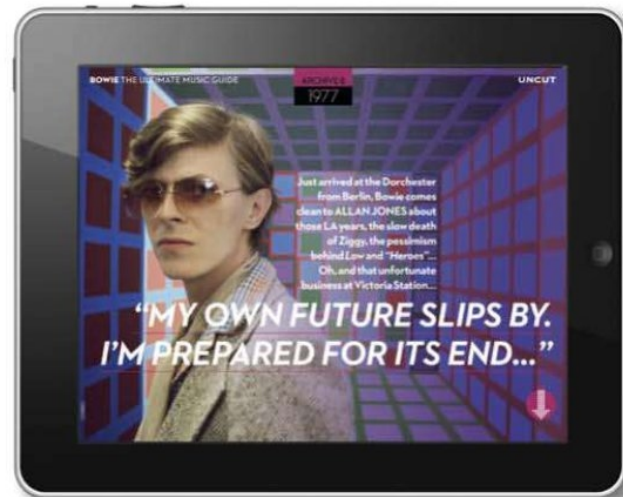 BOWIE THE ULTIMATE MUSIC GUIDE
ARCHIVE 8
1977
UNCUT
Just arrived at the Dorchester
from Berlin, Bowie comes
clean to ALLAN JONES about
those LA years, the slow death
of Ziggy, the pessimism
behind Low and "Heroes"...
Oh, and that unfortunate
business at Victoria Station...
“MY OWN FUTURE SLIPS BY.
I’M PREPARED FOR ITS END...”